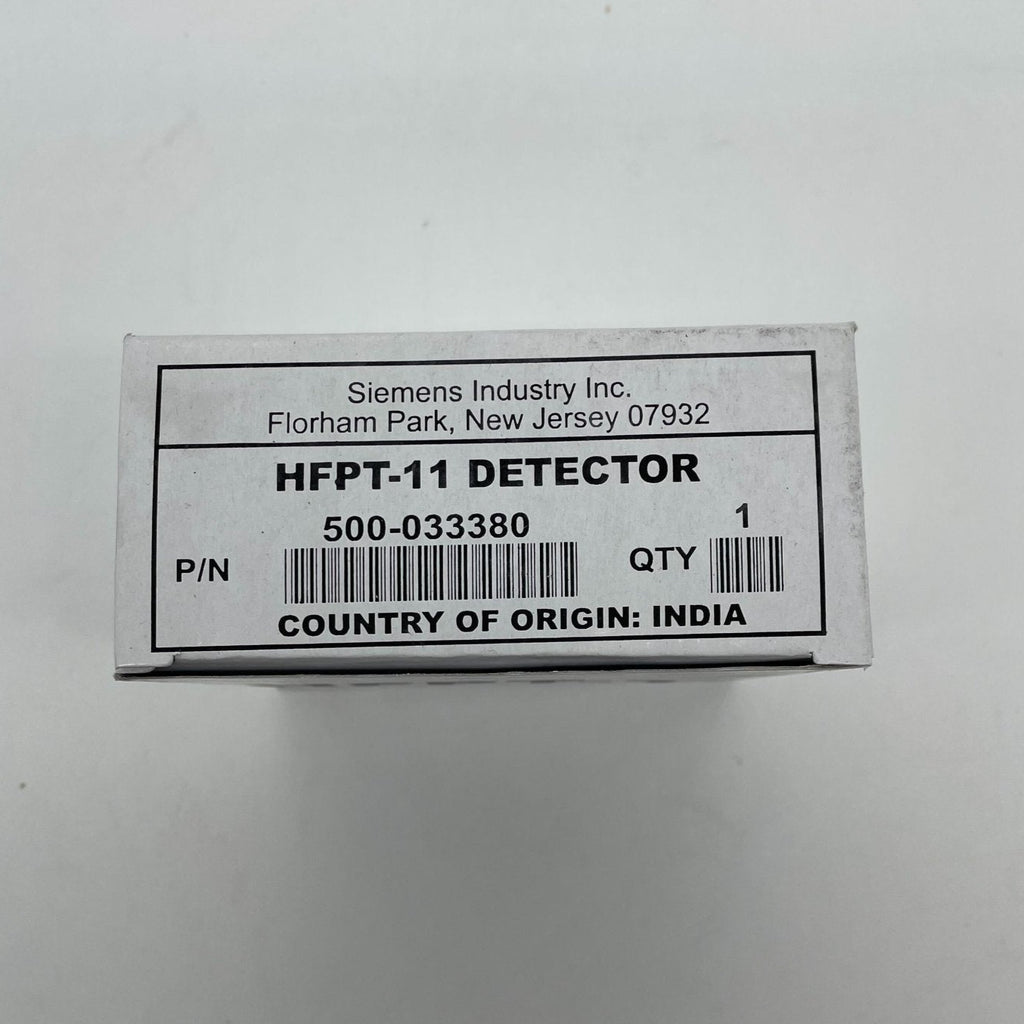 Siemens Industry Inc.
Florham Park, New Jersey 07932
HFPT-11 DETECTOR
500-033380
1
P/N
QTY
COUNTRY OF ORIGIN: INDIA